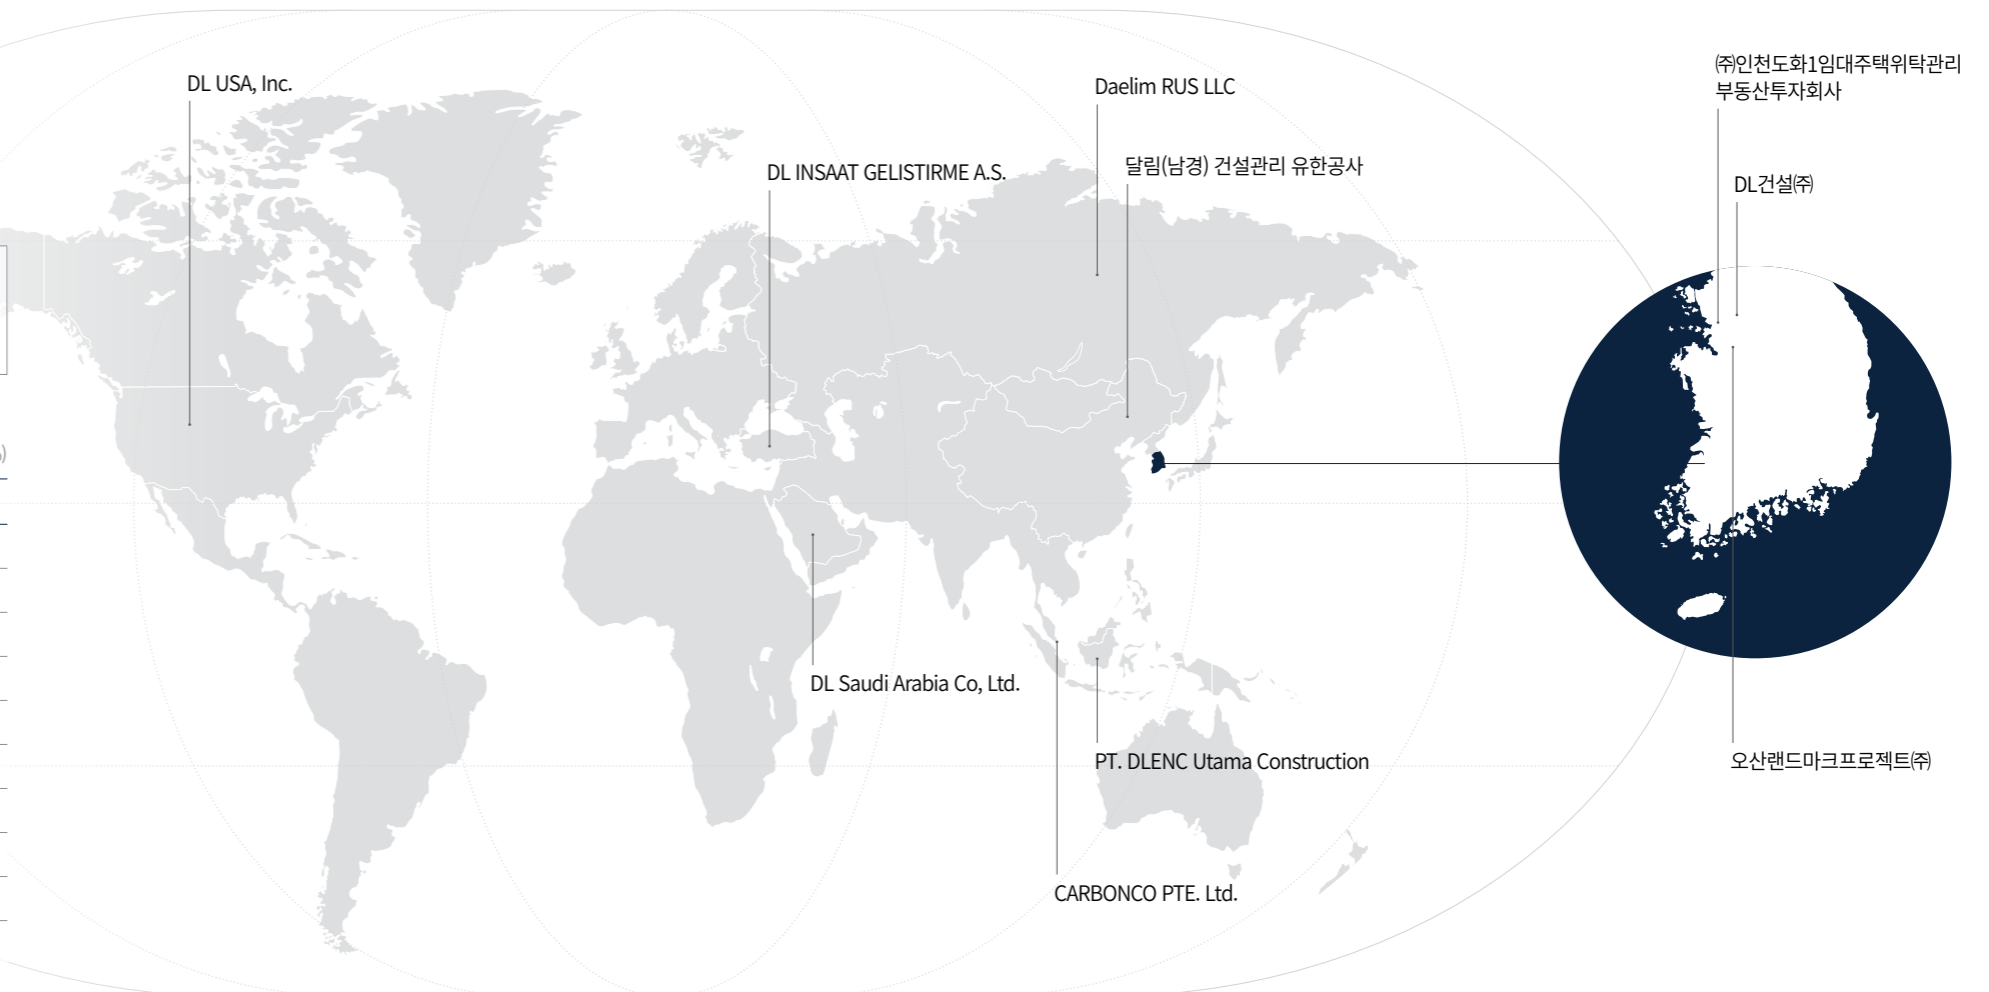 ㈜인천도화1임대주택위탁관리
부동산투자회사
DL USA, Inc.
Daelim RUS LLC
달림(남경) 건설관리 유한공사
DL INSAAT GELISTIRME A.S.
DL건설㈜
DL Saudi Arabia Co, Ltd.
PT. DLENC Utama Construction
오산랜드마크프로젝트㈜
CARBONCO PTE. Ltd.